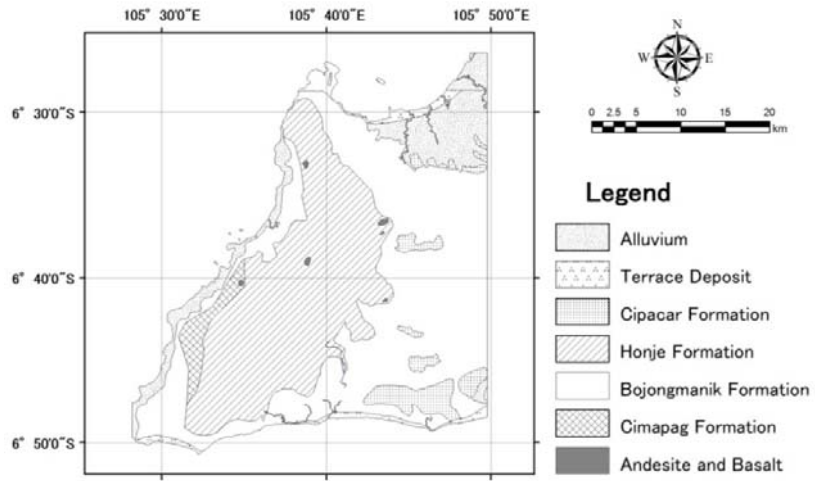 105° 30'0"E 105° 40'0"E 105° 50'0"E
6° 30'0"S
6° 40'0"S
6° 50'0"S
N
W E
S
0 2.5 5 10 15 20
km
Legend
Alluvium
Terrace Deposit
Cipacar Formation
Honje Formation
Bojongmanik Formation
Cimapag Formation
Andesite and Basalt